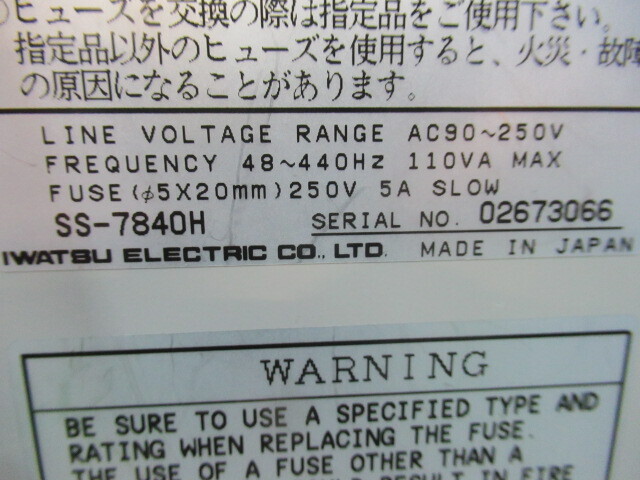 ヒューズを交換の際は指定品をご使用下さい。
指定品以外のヒューズを使用すると、火災・故障
の原因になることがあります。
LINE VOLTAGE RANGE AC90~250V
FREQUENCY 48~440Hz 110VA MAX
FUSE(φ5X20mm)250V 5A SLOW
SS-7840H SERIAL NO. 02673066
IWATSU ELECTRIC CO., LTD. MADE IN JAPAN
WARNING
BE SURE TO USE A SPECIFIED TYPE AND
RATING WHEN REPLACING THE FUSE.
THE USE OF A FUSE OTHER THAN A
RESULT IN FIRE